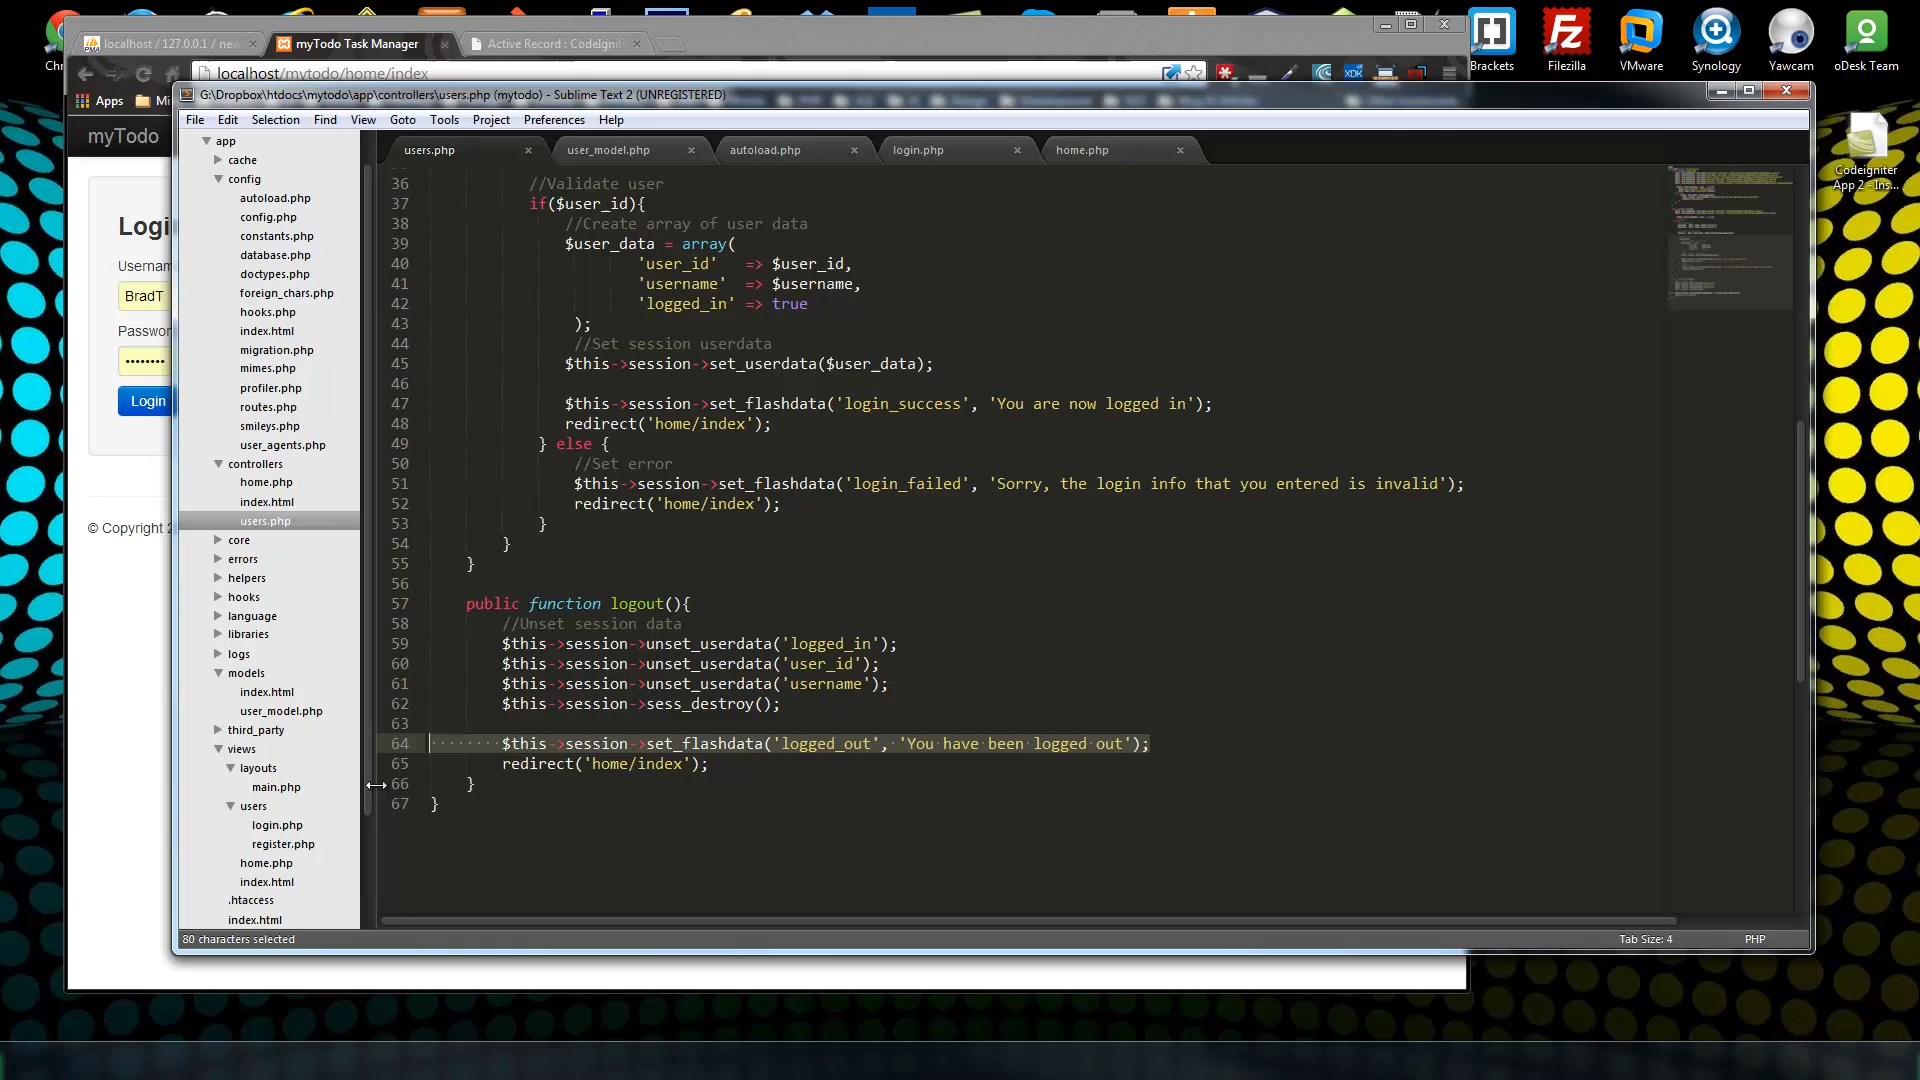 Brackets
Filezilla
VMware
Synology
Yawcam
oDesk Team
Codeigniter
App 2 - Ins...
Chr
localhost / 127.0.0.1 / new
myTodo Task Manager
Active Record : CodeIgnit
localhost/mytodo/home/index
Apps
Mi
myTodo
Logi
Usernam
BradT
Passwor
••••••••
Login
© Copyright 2
G:\Dropbox\htdocs\mytodo\app\controllers\users.php (mytodo) - Sublime Text 2 (UNREGISTERED)
File Edit Selection Find View Goto Tools Project Preferences Help
app
cache
config
autoload.php
config.php
constants.php
database.php
doctypes.php
foreign_chars.php
hooks.php
index.html
migration.php
mimes.php
profiler.php
routes.php
smileys.php
user_agents.php
controllers
home.php
index.html
users.php
core
errors
helpers
hooks
language
libraries
logs
models
index.html
user_model.php
third_party
views
layouts
main.php
users
login.php
register.php
home.php
index.html
.htaccess
index.html
users.php user_model.php autoload.php login.php home.php
36 //Validate user
37 if($user_id){
38 //Create array of user data
39 $user_data = array(
40 'user_id' => $user_id,
41 'username' => $username,
42 'logged_in' => true
43 );
44 //Set session userdata
45 $this->session->set_userdata($user_data);
46
47 $this->session->set_flashdata('login_success', 'You are now logged in');
48 redirect('home/index');
49 } else {
50 //Set error
51 $this->session->set_flashdata('login_failed', 'Sorry, the login info that you entered is invalid');
52 redirect('home/index');
53 }
54 }
55 }
56
57 public function logout(){
58 //Unset session data
59 $this->session->unset_userdata('logged_in');
60 $this->session->unset_userdata('user_id');
61 $this->session->unset_userdata('username');
62 $this->session->sess_destroy();
63
64 $this->session->set_flashdata('logged_out', 'You have been logged out');
65 redirect('home/index');
66 }
67 }
80 characters selected
Tab Size: 4
PHP